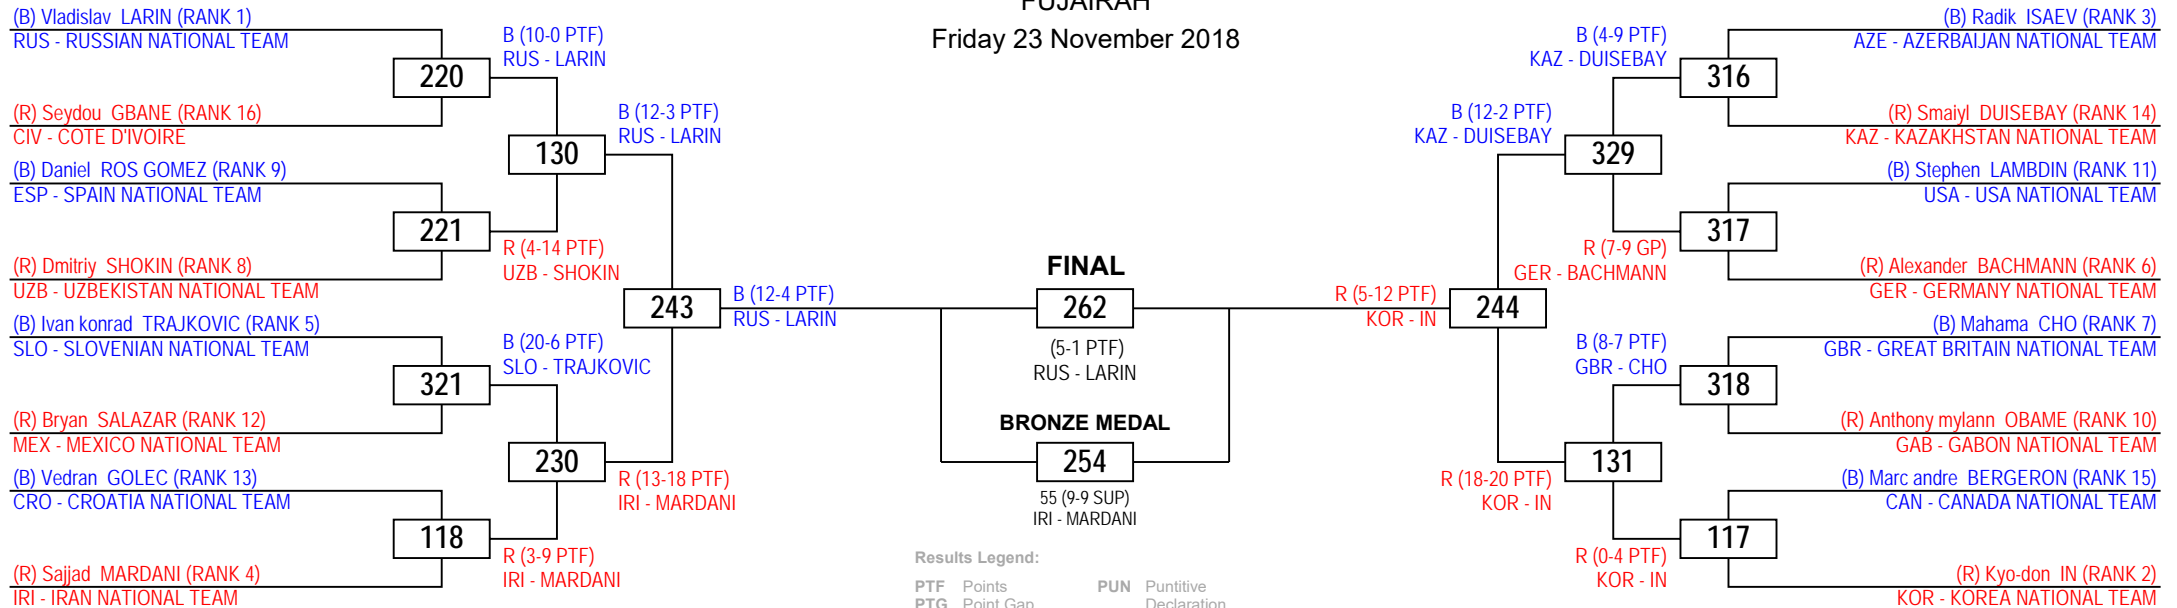 FUJAIRAH
Friday 23 November 2018
(B) Vladislav LARIN (RANK 1)
RUS - RUSSIAN NATIONAL TEAM
220
(R) Seydou GBANE (RANK 16)
CIV - COTE D'IVOIRE
B (10-0 PTF)
RUS - LARIN
130
(B) Daniel ROS GOMEZ (RANK 9)
ESP - SPAIN NATIONAL TEAM
221
(R) Dmitriy SHOKIN (RANK 8)
UZB - UZBEKISTAN NATIONAL TEAM
R (4-14 PTF)
UZB - SHOKIN
B (12-3 PTF)
RUS - LARIN
243
(B) Ivan konrad TRAJKOVIC (RANK 5)
SLO - SLOVENIAN NATIONAL TEAM
321
(R) Bryan SALAZAR (RANK 12)
MEX - MEXICO NATIONAL TEAM
B (20-6 PTF)
SLO - TRAJKOVIC
230
(B) Vedran GOLEC (RANK 13)
CRO - CROATIA NATIONAL TEAM
118
(R) Sajjad MARDANI (RANK 4)
IRI - IRAN NATIONAL TEAM
R (3-9 PTF)
IRI - MARDANI
R (13-18 PTF)
IRI - MARDANI
B (12-4 PTF)
RUS - LARIN
FINAL
262
(5-1 PTF)
RUS - LARIN
BRONZE MEDAL
254
55 (9-9 SUP)
IRI - MARDANI
Results Legend:
PTF Points PUN Puntitive
PTG Point Gap Declaration
R (5-12 PTF)
KOR - IN
244
B (12-2 PTF)
KAZ - DUISEBAY
329
B (4-9 PTF)
KAZ - DUISEBAY
316
(B) Radik ISAEV (RANK 3)
AZE - AZERBAIJAN NATIONAL TEAM
(R) Smaiyl DUISEBAY (RANK 14)
KAZ - KAZAKHSTAN NATIONAL TEAM
(B) Stephen LAMBDIN (RANK 11)
USA - USA NATIONAL TEAM
317
R (7-9 GP)
GER - BACHMANN
(R) Alexander BACHMANN (RANK 6)
GER - GERMANY NATIONAL TEAM
(B) Mahama CHO (RANK 7)
GBR - GREAT BRITAIN NATIONAL TEAM
B (8-7 PTF)
GBR - CHO
318
(R) Anthony mylann OBAME (RANK 10)
GAB - GABON NATIONAL TEAM
131
R (18-20 PTF)
KOR - IN
(B) Marc andre BERGERON (RANK 15)
CAN - CANADA NATIONAL TEAM
117
R (0-4 PTF)
KOR - IN
(R) Kyo-don IN (RANK 2)
KOR - KOREA NATIONAL TEAM